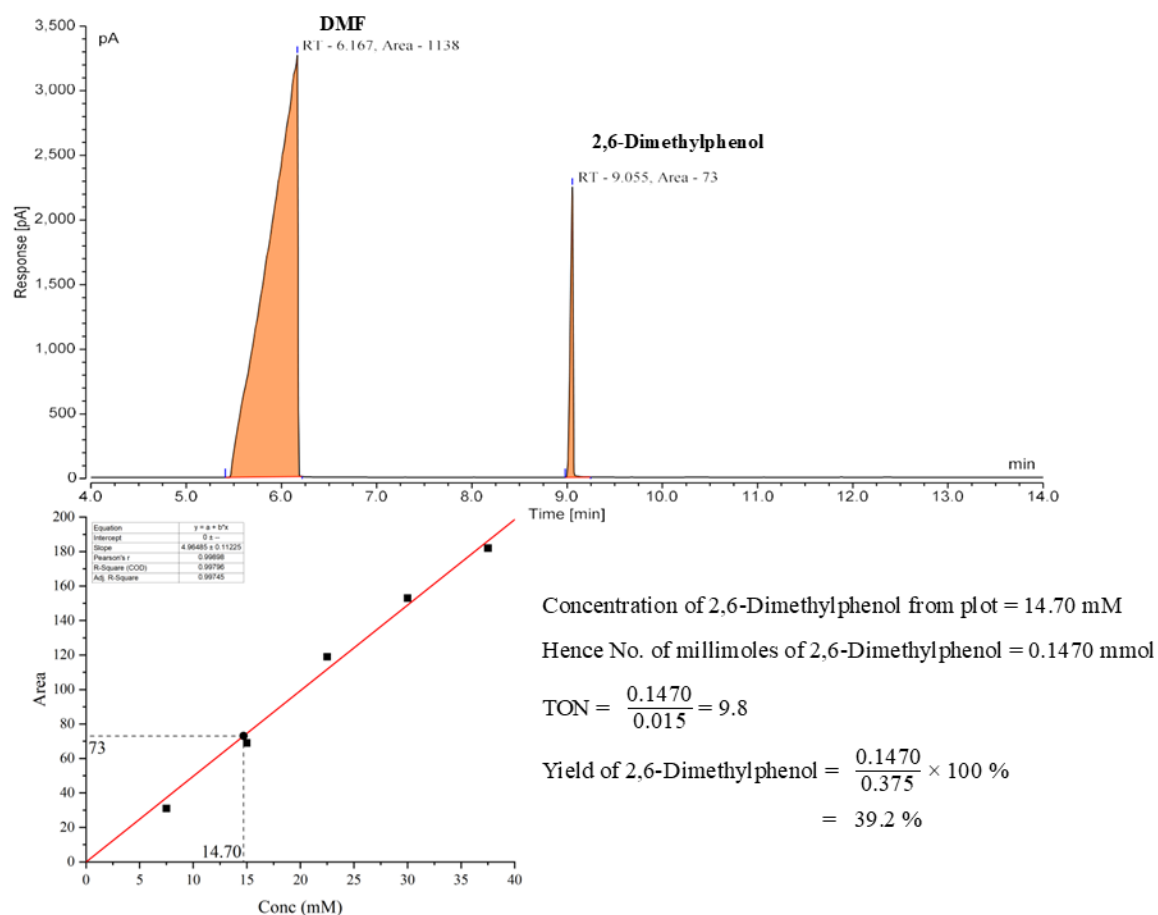 DMF
3,500
pA
RT - 6.167, Area - 1138
3,000
2,6-Dimethylphenol
2,500
RT - 9.055, Area - 73
2,000
Response [pA]
1,500
1,000
500
0
min
4.0 5.0 6.0 7.0 8.0 9.0 10.0 11.0 12.0 13.0 14.0
Time [min]
200
180
160
140
120
100
80
60
40
20
0
Area
Equation y = a + b*x
Intercept 0 ± --
Slope 4.96485 ± 0.11225
Pearson's r 0.99898
R-Square (COD) 0.99796
Adj. R-Square 0.99745
73
14.70
0 5 10 15 20 25 30 35 40
Conc (mM)
Concentration of 2,6-Dimethylphenol from plot = 14.70 mM
Hence No. of millimoles of 2,6-Dimethylphenol = 0.1470 mmol
TON = 0.1470 / 0.015 = 9.8
Yield of 2,6-Dimethylphenol = 0.1470 / 0.375 × 100 %
= 39.2 %